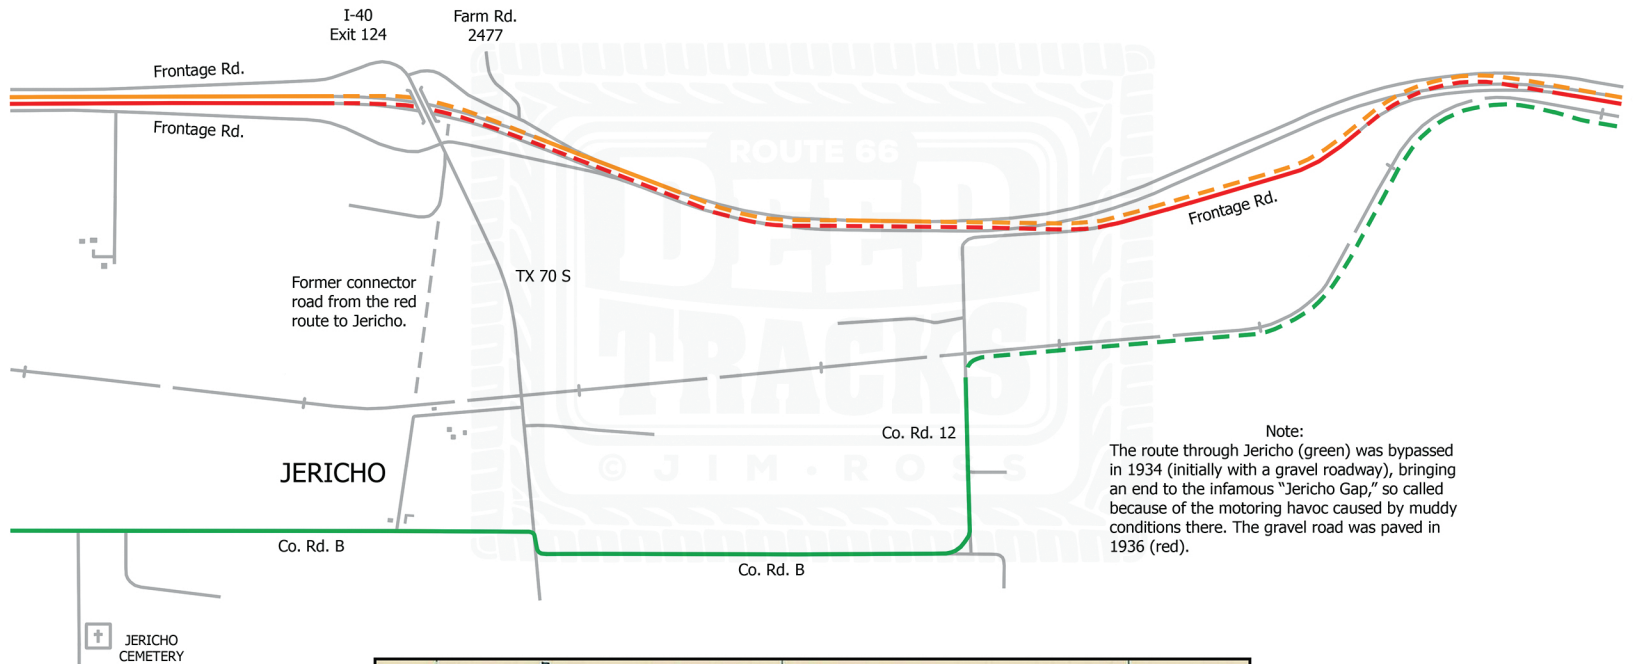 I-40
Exit 124
Farm Rd.
2477
Frontage Rd.
Frontage Rd.
ROUTE 66
DEEP
TRACKS
© JIM · ROSS
Frontage Rd.
TX 70 S
Former connector
road from the red
route to Jericho.
Co. Rd. 12
JERICHO
Note:
The route through Jericho (green) was bypassed
in 1934 (initially with a gravel roadway), bringing
an end to the infamous “Jericho Gap,” so called
because of the motoring havoc caused by muddy
conditions there. The gravel road was paved in
1936 (red).
Co. Rd. B
Co. Rd. B
JERICHO
CEMETERY